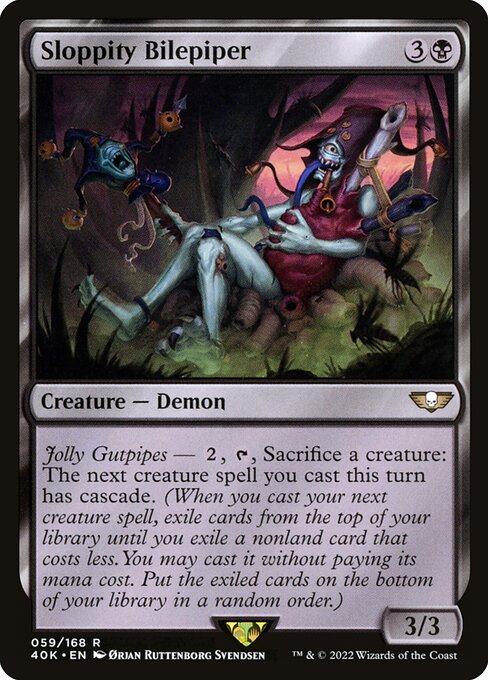 Sloppity Bilepiper 3
Creature — Demon
Jolly Gutpipes — 2, T, Sacrifice a creature:
The next creature spell you cast this turn
has cascade. (When you cast your next
creature spell, exile cards from the top of your
library until you exile a nonland card that
costs less. You may cast it without paying its
mana cost. Put the exiled cards on the bottom
of your library in a random order.)
3/3
059/168 R
40K • EN ØRJAN RUTTENBORG SVENDSEN
™ & © 2022 Wizards of the Coast